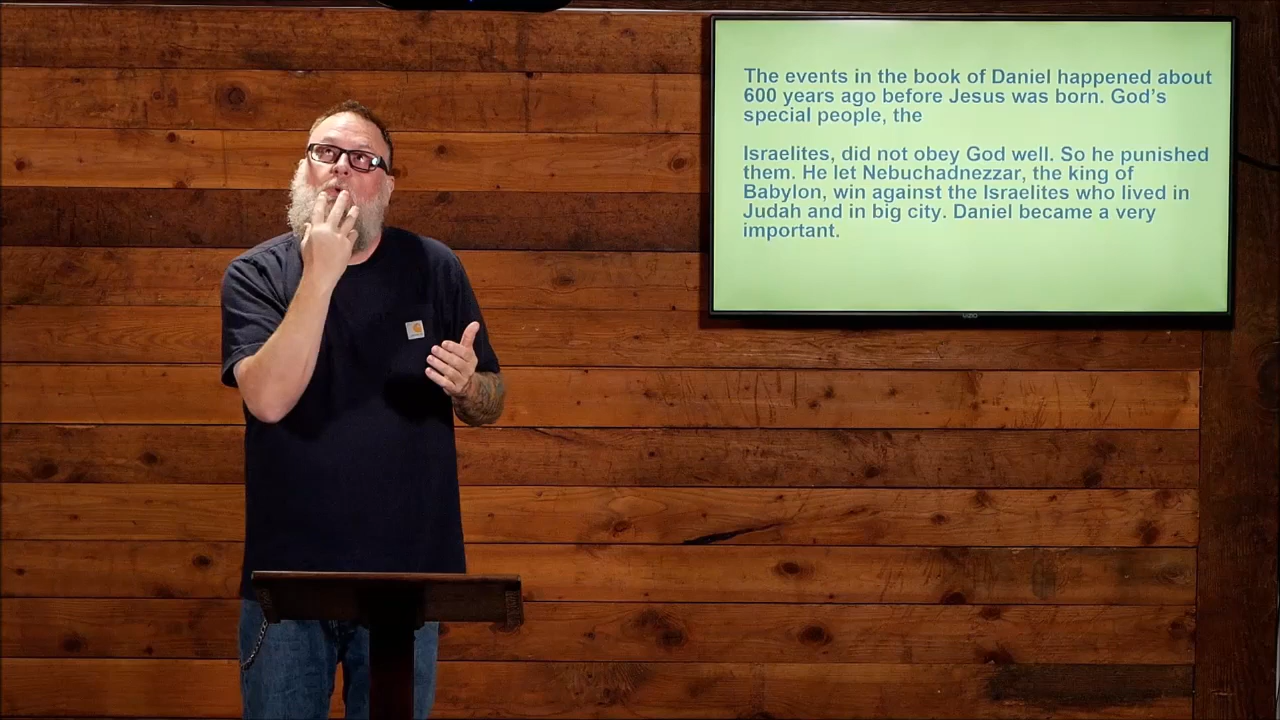 The events in the book of Daniel happened about
600 years ago before Jesus was born. God's
special people, the
Israelites, did not obey God well. So he punished
them. He let Nebuchadnezzar, the king of
Babylon, win against the Israelites who lived in
Judah and in big city. Daniel became a very
important.